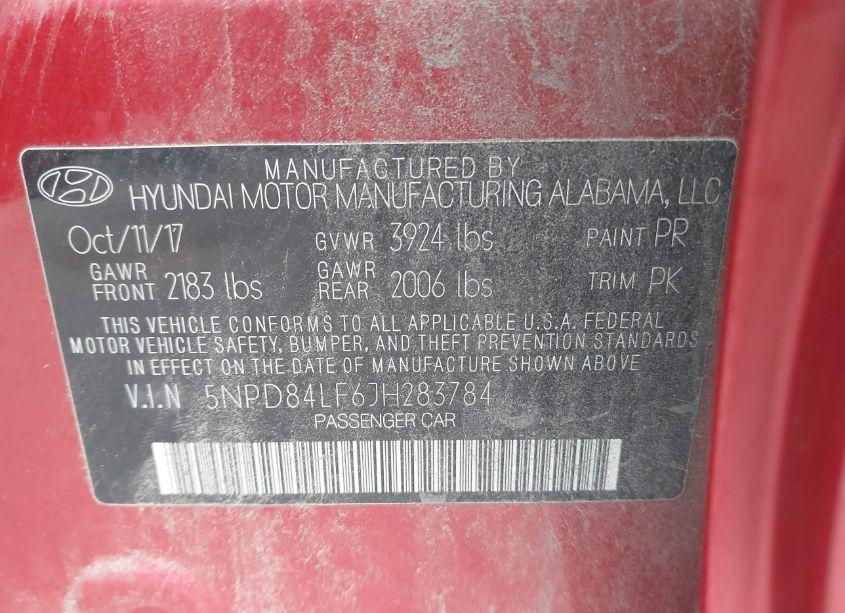 MANUFACTURED BY
HYUNDAI MOTOR MANUFACTURING ALABAMA, LLC
Oct/11/17 GVWR 3924 lbs PAINT PR
GAWR FRONT 2183 lbs GAWR REAR 2006 lbs TRIM PK
THIS VEHICLE CONFORMS TO ALL APPLICABLE U.S.A. FEDERAL
MOTOR VEHICLE SAFETY, BUMPER, AND THEFT PREVENTION STANDARDS
IN EFFECT ON THE DATE OF MANUFACTURE SHOWN ABOVE
V.I.N 5NPD84LF6JH283784
PASSENGER CAR